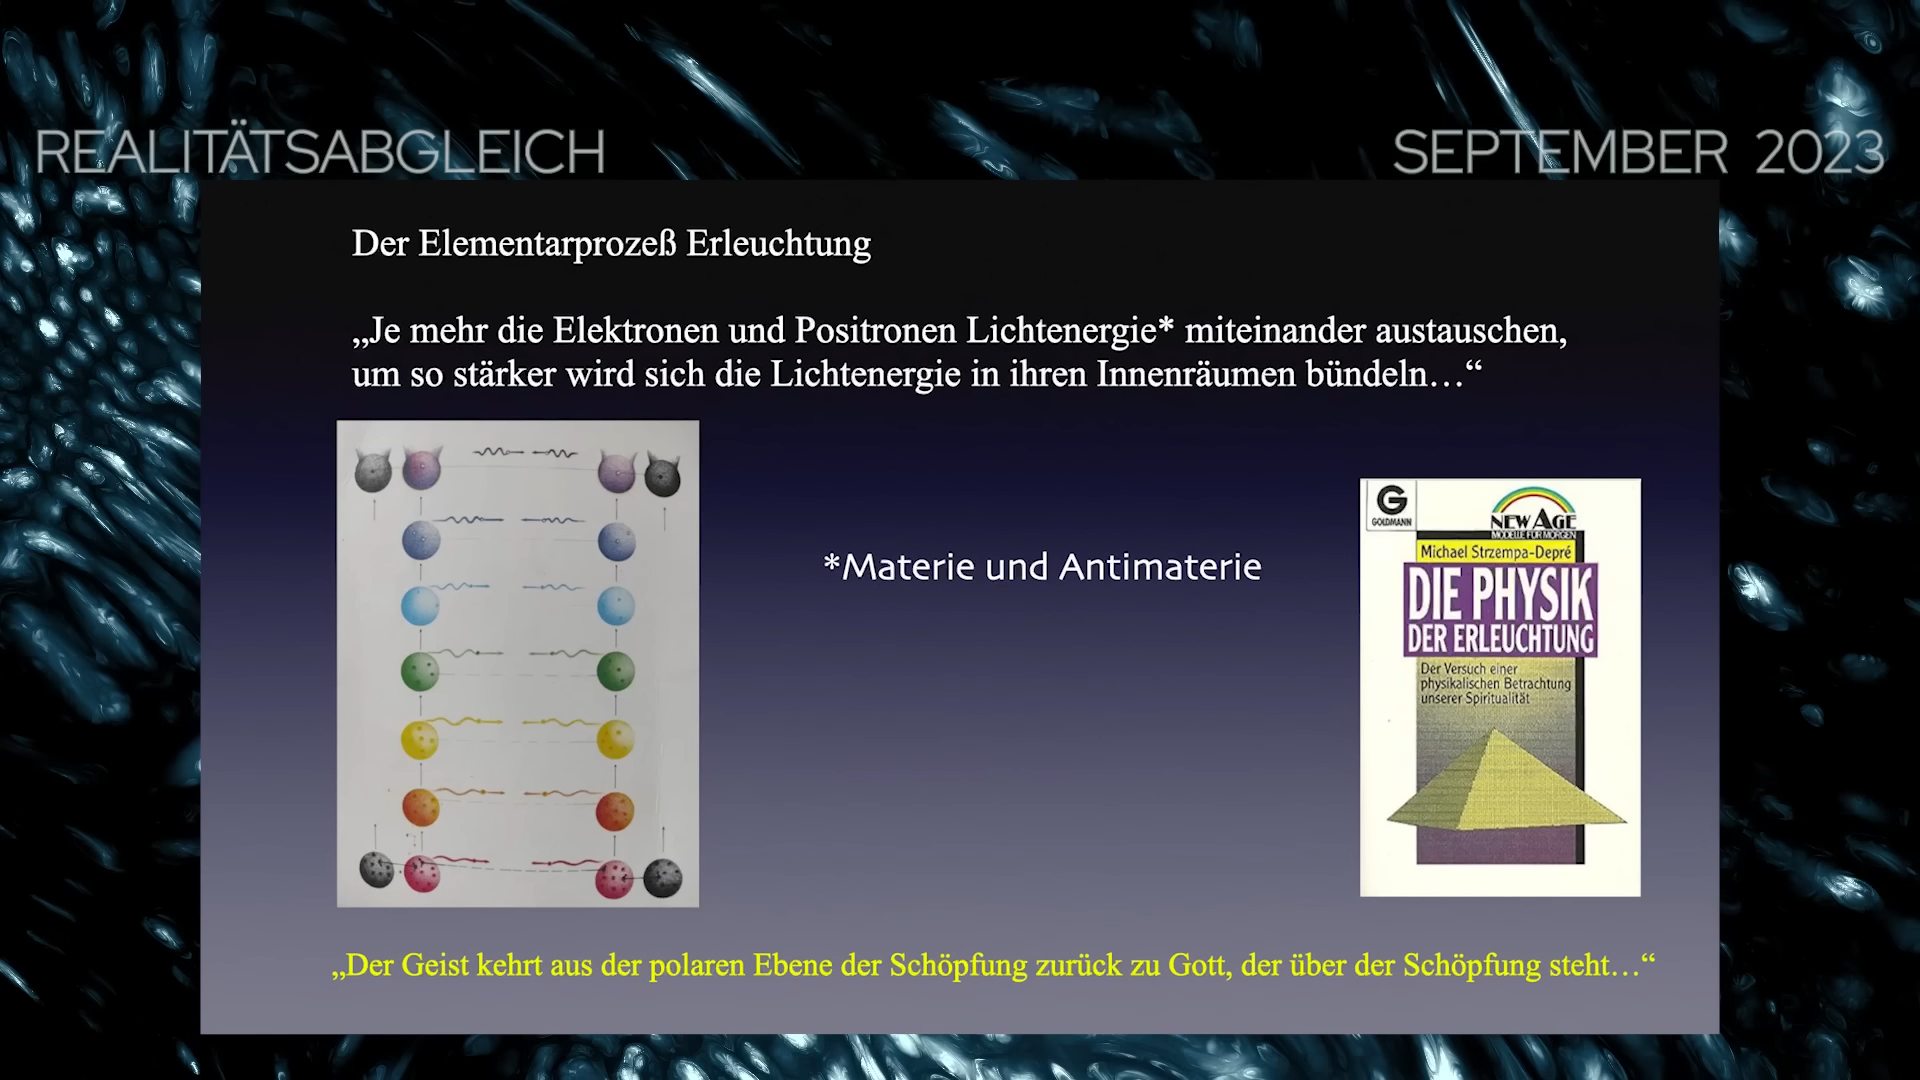 REALITÄTSABGLEICH
SEPTEMBER 2023
Der Elementarprozeß Erleuchtung
„Je mehr die Elektronen und Positronen Lichtenergie* miteinander austauschen,
um so stärker wird sich die Lichtenergie in ihren Innenräumen bündeln…“
*Materie und Antimaterie
G
GOLDMANN
NEW AGE
MODELLE FÜR MORGEN
Michael Strzempa-Depré
DIE PHYSIK
DER ERLEUCHTUNG
Der Versuch einer
physikalischen Betrachtung
unserer Spiritualität
„Der Geist kehrt aus der polaren Ebene der Schöpfung zurück zu Gott, der über der Schöpfung steht…“